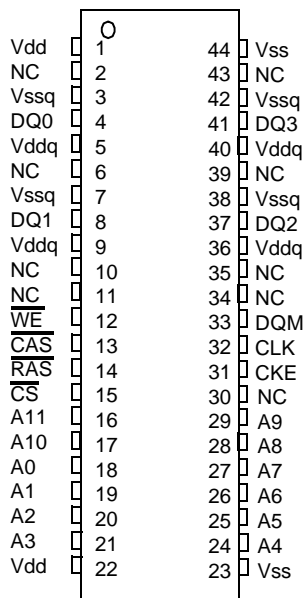 Vdd 1 44 Vss
NC 2 43 NC
Vssq 3 42 Vssq
DQ0 4 41 DQ3
Vddq 5 40 Vddq
NC 6 39 NC
Vssq 7 38 Vssq
DQ1 8 37 DQ2
Vddq 9 36 Vddq
NC 10 35 NC
NC 11 34 NC
WE 12 33 DQM
CAS 13 32 CLK
RAS 14 31 CKE
CS 15 30 NC
A11 16 29 A9
A10 17 28 A8
A0 18 27 A7
A1 19 26 A6
A2 20 25 A5
A3 21 24 A4
Vdd 22 23 Vss